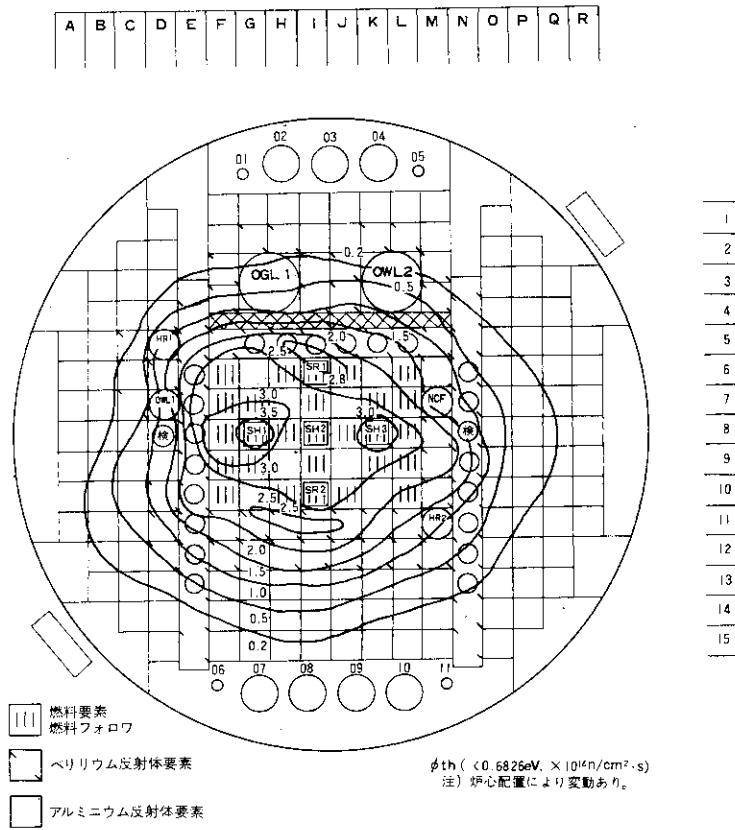 A B C D E F G H I J K L M N O P Q R
02 03 04
01 05
1
2
3
4
5
6
7
8
9
10
11
12
13
14
15
0.2
OGL.1 OWL2
0.5
HR1
2.0 1.5
2.5
SR1
2.8
3.0
OWL1 NCF
3.5 3.0
検 SH1 SH2 SH3 検
3.0
SR2
2.5
2.5
HR2
2.0
1.5
1.0
0.5
0.2
06 07 08 09 10 11
燃料要素
燃料フォロワ
ベリリウム反射体要素
アルミニウム反射体要素
φth ( <0.6826eV, ×10¹⁴n/cm²·s)
注) 炉心配置により変動あり。